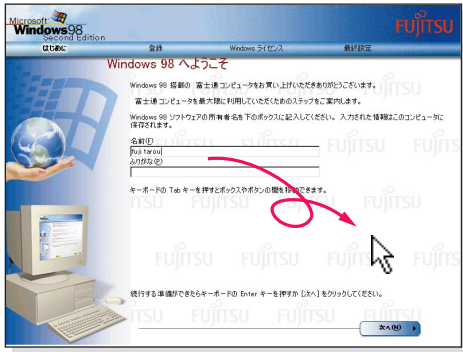 Microsoft
Windows98
Second Edition
FUJITSU
はじめに 登録 Windows ライセンス 最終設定
Windows 98 へようこそ
Windows 98 搭載の 富士通 コンピュータをお買い上げいただきありがとうございます。
富士通 コンピュータを最大限に利用していただくためのステップをご案内します。
Windows 98 ソフトウェアの所有者名を下のボックスに記入してください。 入力された情報はこのコンピュータに
保存されます。
名前(F)
fuji tarou
ふりがな(P)
キーボードの Tab キーを押すとボックスやボタンの間を移動できます。
続行する準備ができたらキーボードの Enter キーを押すか [次へ] をクリックしてください。
次へ(N)